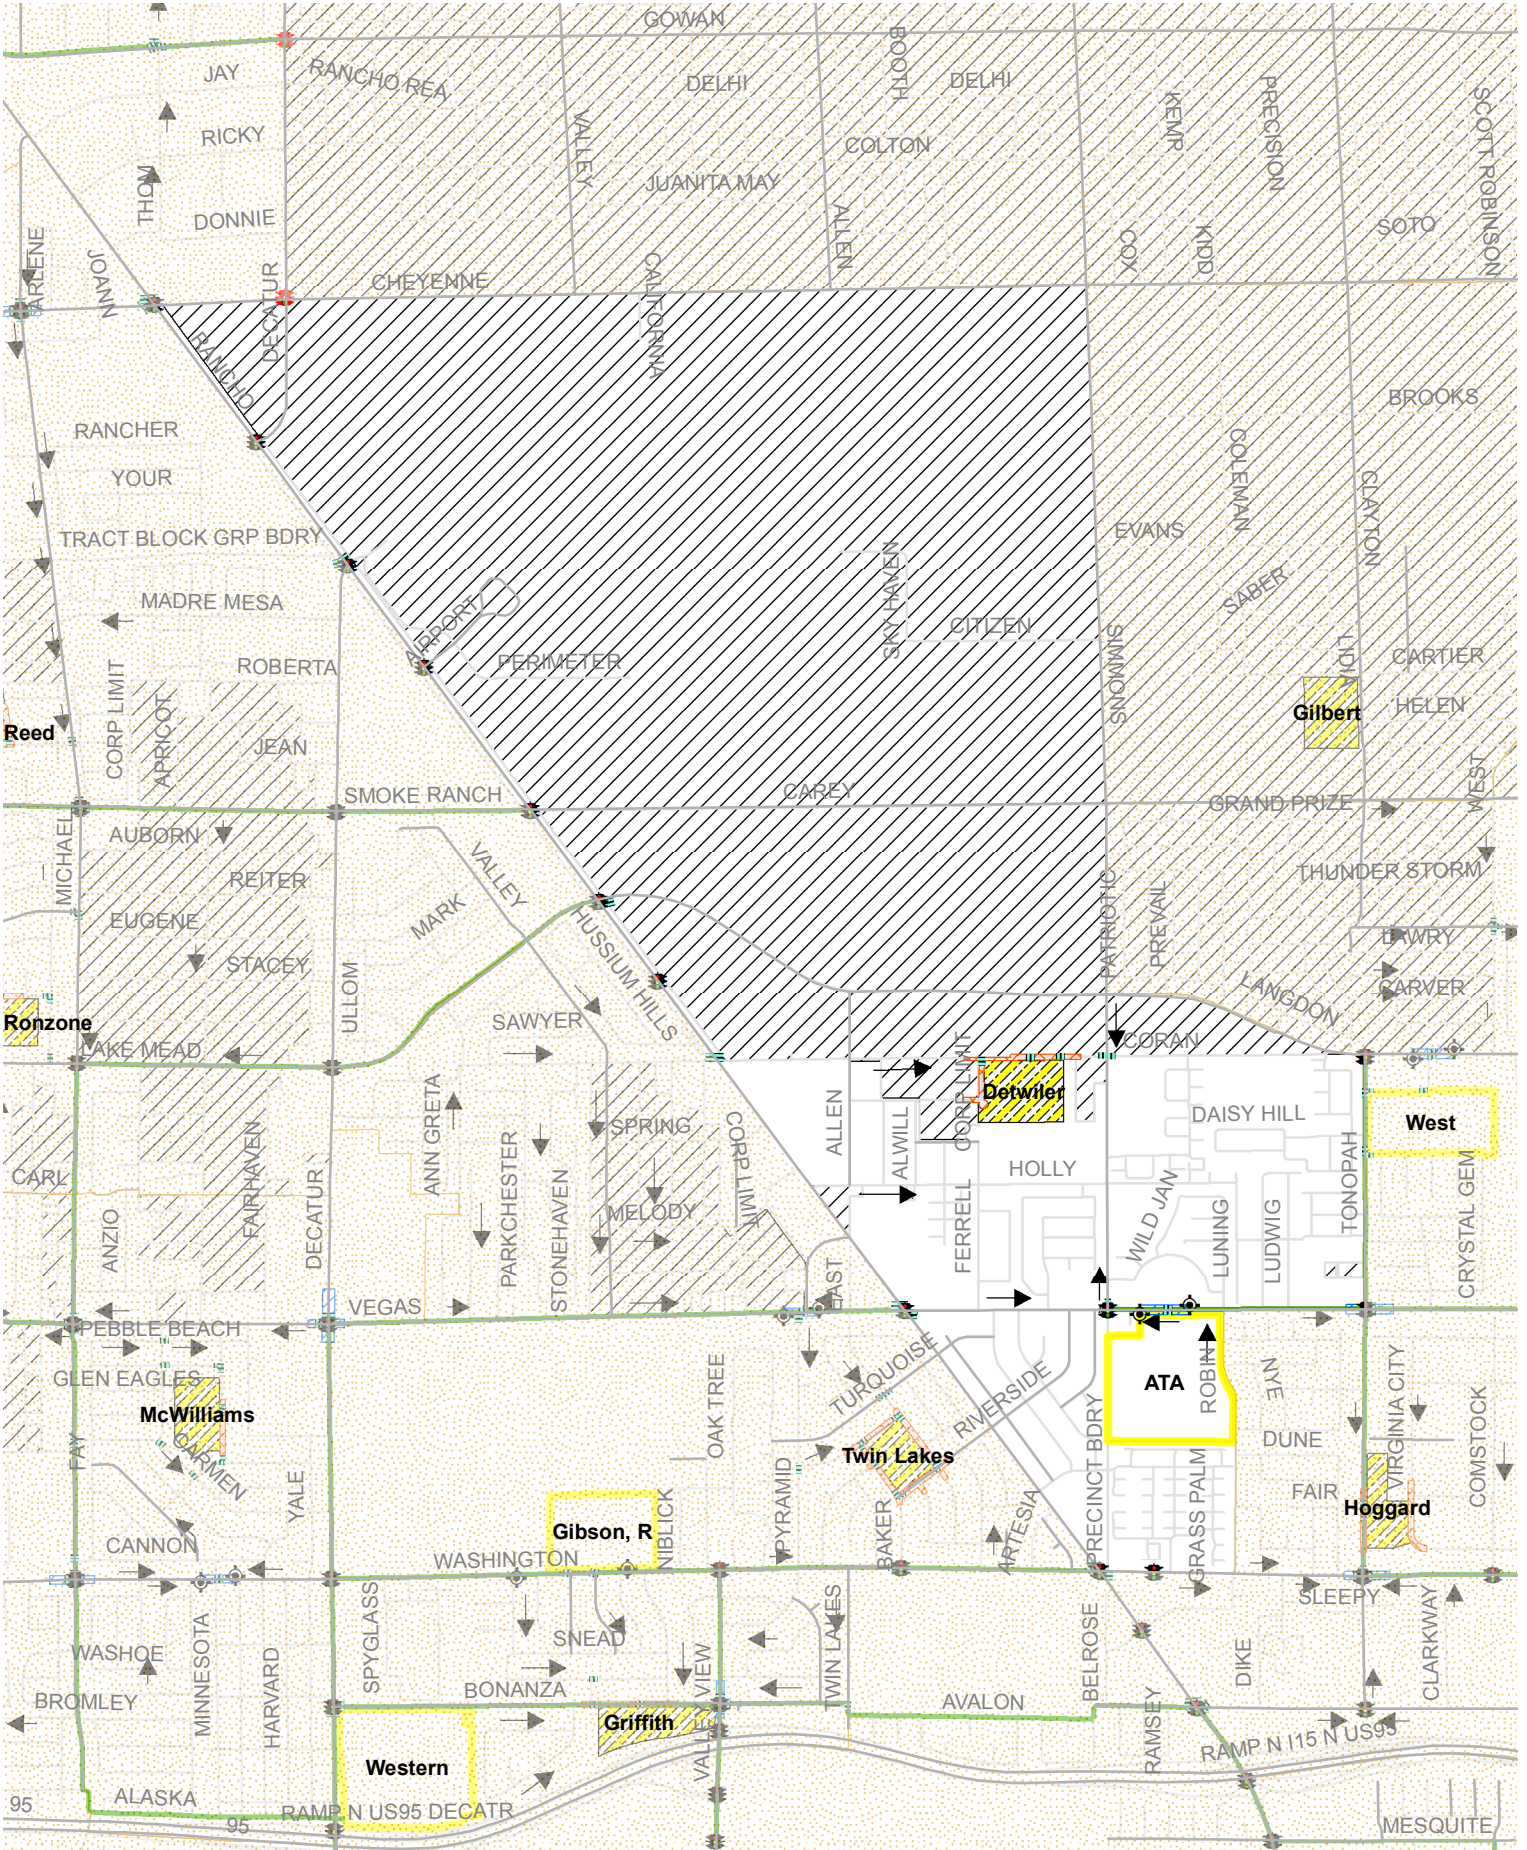 GOWAN
JAY
RANCHO REA
DELHI
BOOTH
DELHI
KEMP
PRECISION
SCOTT ROBINSON
RICKY
VALLEY
COLTON
THOM
JUANITA MAY
DONNIE
ALLEN
COX
KIDD
SOTO
ARLENE
JOANN
DECATUR
CHEYENNE
CALIFORNIA
RANCHO
BROOKS
RANCHER
COLEMAN
CLAYTON
YOUR
TRACT BLOCK GRP BDRY
EVANS
SKY HAVEN
SABER
MADRE MESA
AIRPORT
CITIZEN
SIMMONS
LIDIA
CARTIER
ROBERTA
PERIMETER
CORP LIMIT
APRICOT
HELEN
Gilbert
Reed
JEAN
WEST
SMOKE RANCH
CAREY
GRAND PRIZE
MICHAEL
AUBORN
VALLEY
REITER
THUNDER STORM
EUGENE
MARK
HUSSIUM HILLS
PATRIOTIC
PREVAIL
LAWRY
STACEY
ULLOM
LANGDON
CARVER
Ronzone
SAWYER
LAKE MEAD
CORAN
ANN GRETA
ALLEN
ALWILL
CORP LIMIT
Detwiler
DAISY HILL
West
SPRING
CORP LIMIT
PARKCHESTER
STONEHAVEN
FAIRHAVEN
CARL
HOLLY
TONOPAH
CRYSTAL GEM
ANZIO
DECATUR
MELODY
FERRELL
WILD JAN
LUNING
LUDWIG
HAST
VEGAS
PEBBLE BEACH
GLEN EAGLES
OAK TREE
TURQUOISE
RIVERSIDE
ATA
ROBIN
NYE
VIRGINIA CITY
COMSTOCK
McWilliams
FAY
CARMEN
Twin Lakes
PRECINCT BDRY
DUNE
YALE
PYRAMID
BAKER
ARTESIA
GRASS PALM
FAIR
Hoggard
Gibson, R
NIBLICK
CANNON
WASHINGTON
SLEEPY
MINNESOTA
SPYGLASS
SNEAD
TWIN LAKES
BELROSE
DIKE
CLARKWAY
WASHOE
HARVARD
VALLEY VIEW
BONANZA
BROMLEY
AVALON
Griffith
RAMSEY
RAMP N I15 N US95
Western
ALASKA
95
RAMP N US95 DECATR
95
MESQUITE